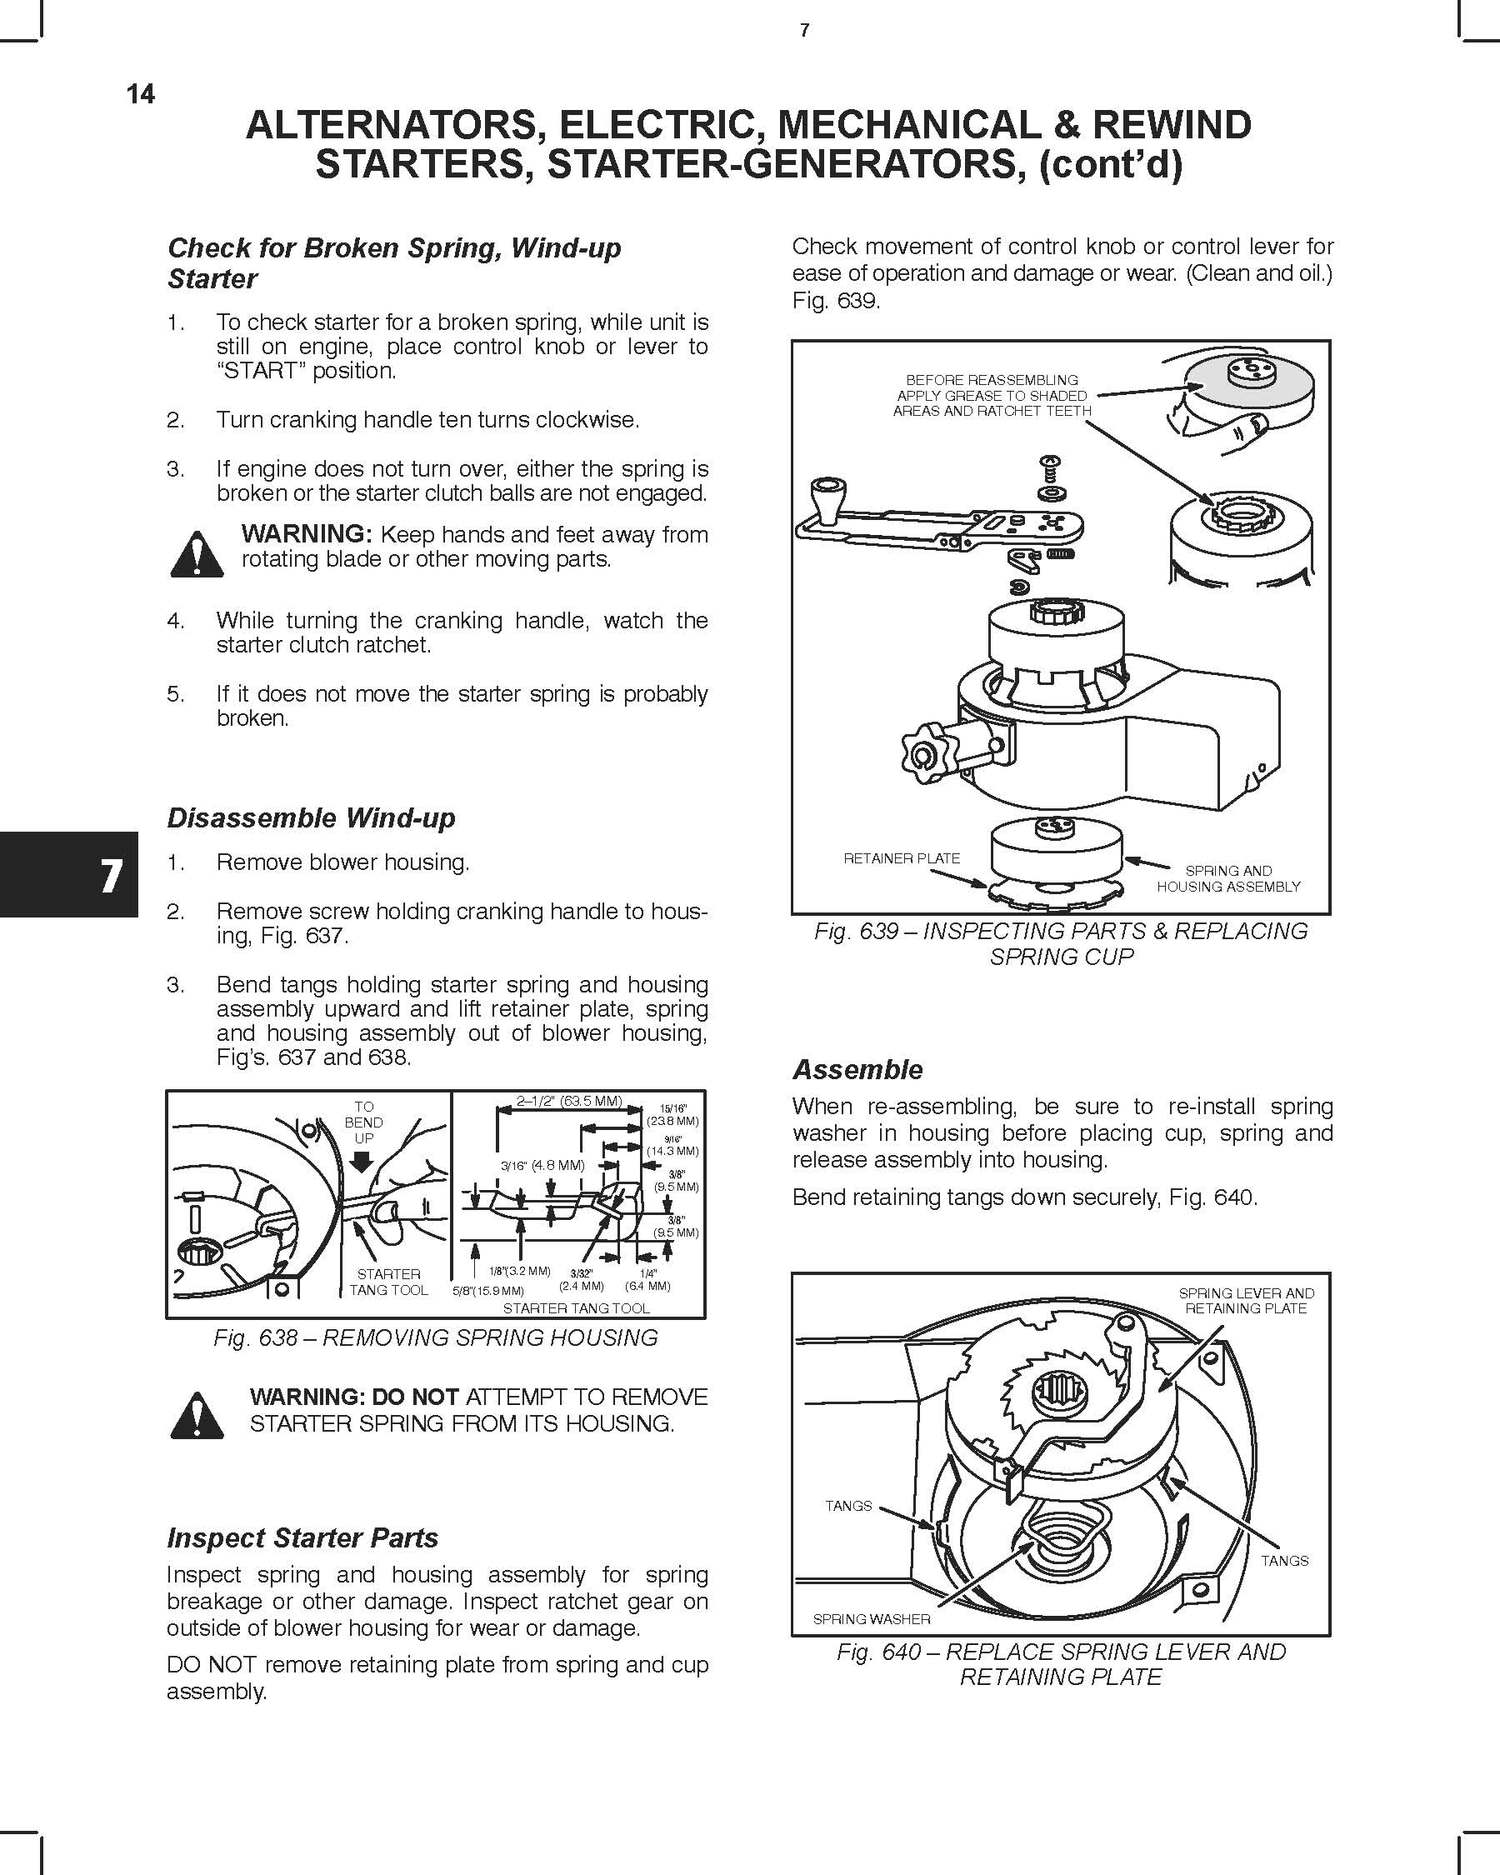 7
14
ALTERNATORS, ELECTRIC, MECHANICAL & REWIND
STARTERS, STARTER-GENERATORS, (cont’d)
Check for Broken Spring, Wind-up
Starter
1. To check starter for a broken spring, while unit is
still on engine, place control knob or lever to
“START” position.
2. Turn cranking handle ten turns clockwise.
3. If engine does not turn over, either the spring is
broken or the starter clutch balls are not engaged.
WARNING: Keep hands and feet away from
rotating blade or other moving parts.
4. While turning the cranking handle, watch the
starter clutch ratchet.
5. If it does not move the starter spring is probably
broken.
Disassemble Wind-up
7
1. Remove blower housing.
2. Remove screw holding cranking handle to hous-
ing, Fig. 637.
3. Bend tangs holding starter spring and housing
assembly upward and lift retainer plate, spring
and housing assembly out of blower housing,
Fig’s. 637 and 638.
TO
BEND
UP
STARTER
TANG TOOL
2–1/2” (63.5 MM)
15/16”
(23.8 MM)
9/16”
(14.3 MM)
3/16” (4.8 MM)
3/8”
(9.5 MM)
3/8”
(9.5 MM)
1/8”(3.2 MM)
3/32”
(2.4 MM)
1/4”
(6.4 MM)
5/8”(15.9 MM)
STARTER TANG TOOL
Fig. 638 – REMOVING SPRING HOUSING
WARNING: DO NOT ATTEMPT TO REMOVE
STARTER SPRING FROM ITS HOUSING.
Inspect Starter Parts
Inspect spring and housing assembly for spring
breakage or other damage. Inspect ratchet gear on
outside of blower housing for wear or damage.
DO NOT remove retaining plate from spring and cup
assembly.
Check movement of control knob or control lever for
ease of operation and damage or wear. (Clean and oil.)
Fig. 639.
BEFORE REASSEMBLING
APPLY GREASE TO SHADED
AREAS AND RATCHET TEETH
RETAINER PLATE
SPRING AND
HOUSING ASSEMBLY
Fig. 639 – INSPECTING PARTS & REPLACING
SPRING CUP
Assemble
When re-assembling, be sure to re-install spring
washer in housing before placing cup, spring and
release assembly into housing.
Bend retaining tangs down securely, Fig. 640.
SPRING LEVER AND
RETAINING PLATE
TANGS
TANGS
SPRING WASHER
Fig. 640 – REPLACE SPRING LEVER AND
RETAINING PLATE